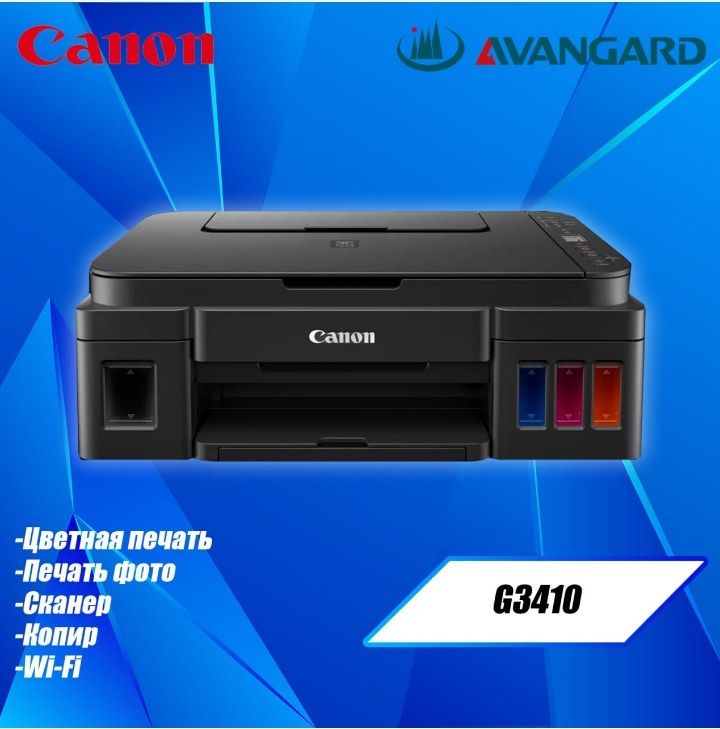 Canon
AVANGARD
Canon
-Цветная печать
-Печать фото
-Сканер
-Копир
-Wi-Fi
G3410